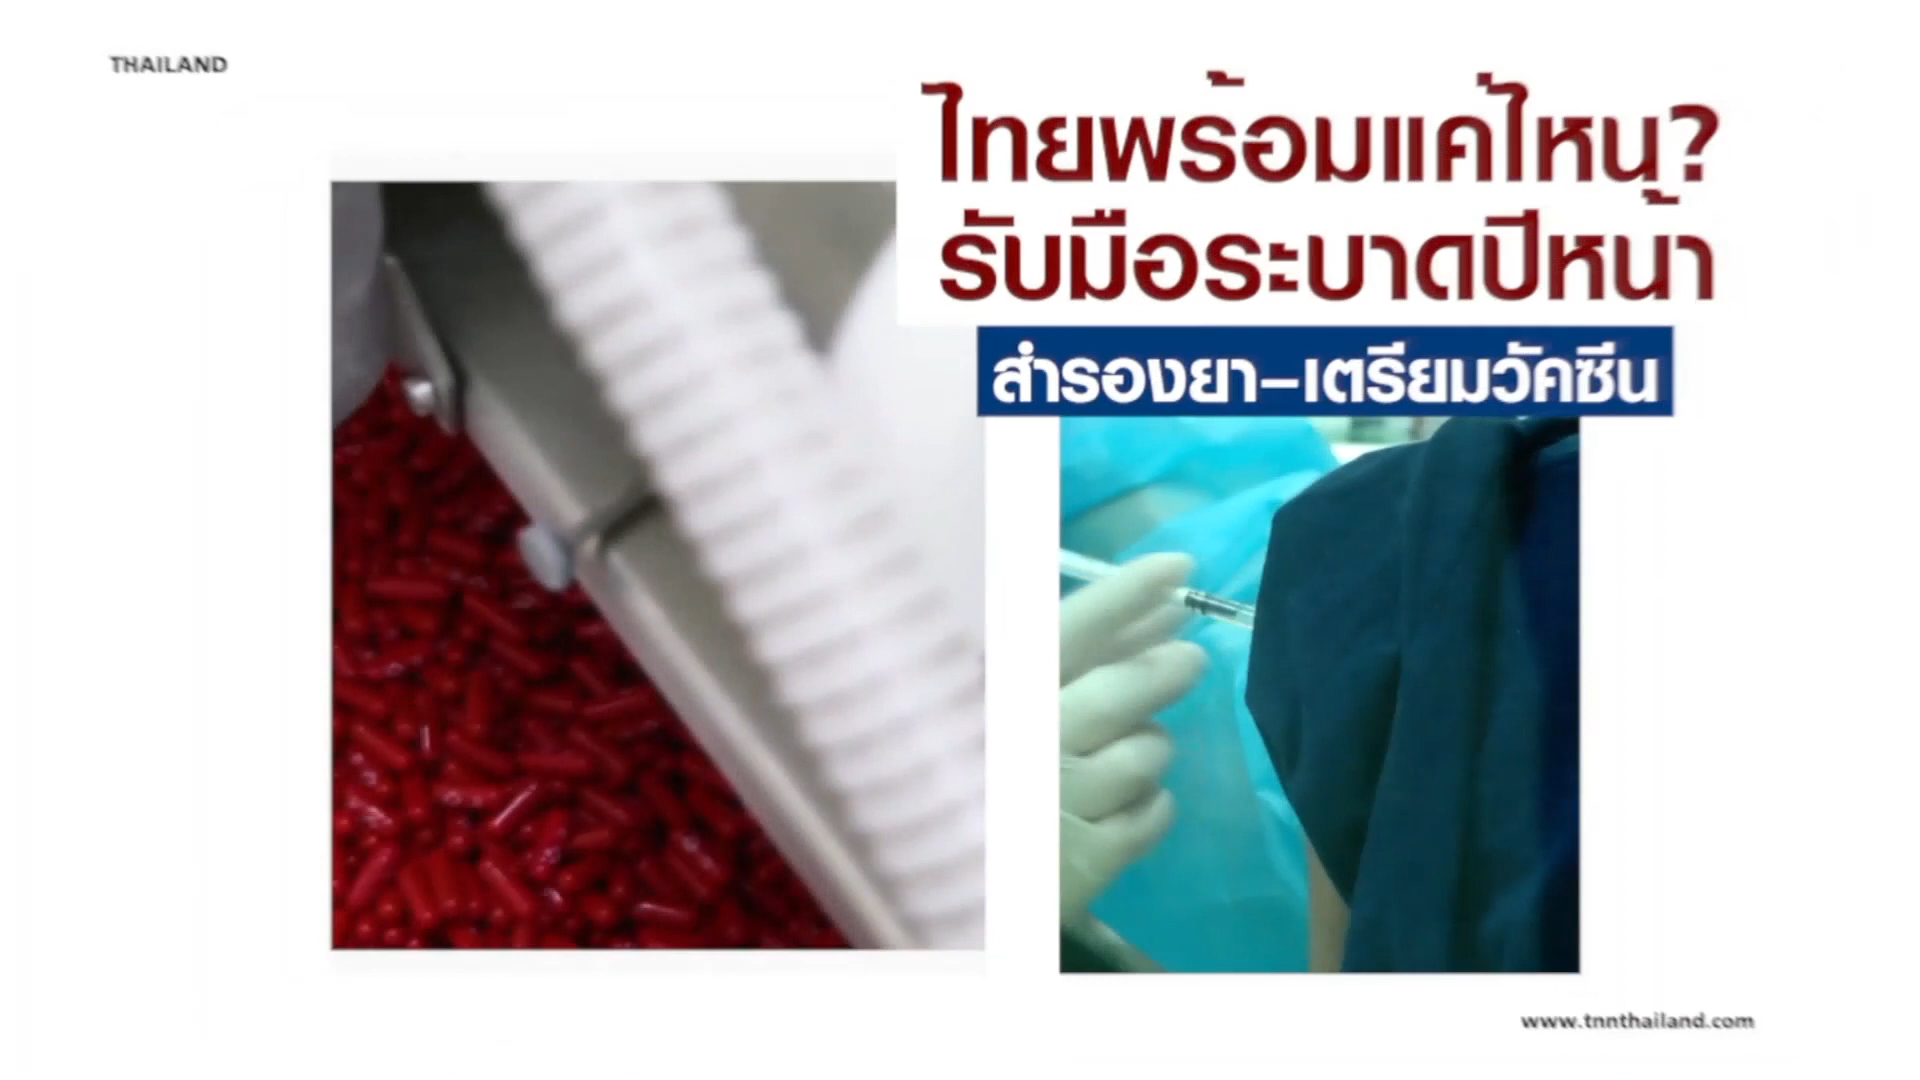 THAILAND
ไทยพร้อมแค่ไหน?
รับมือระบาดปีหน้า
สำรองยา-เตรียมวัคซีน
www.tnnthailand.com